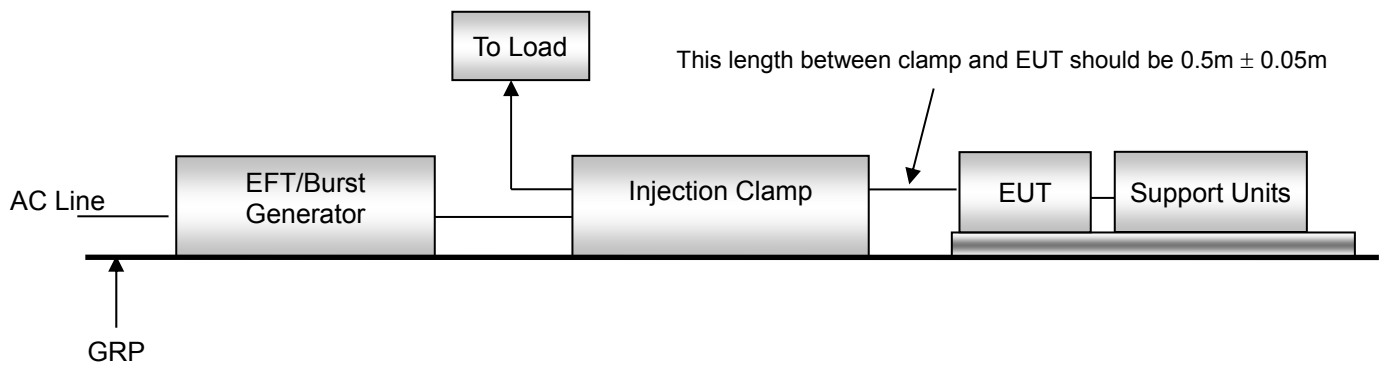 To Load
This length between clamp and EUT should be 0.5m ± 0.05m
AC Line
EFT/Burst
Generator
Injection Clamp
EUT
Support Units
GRP